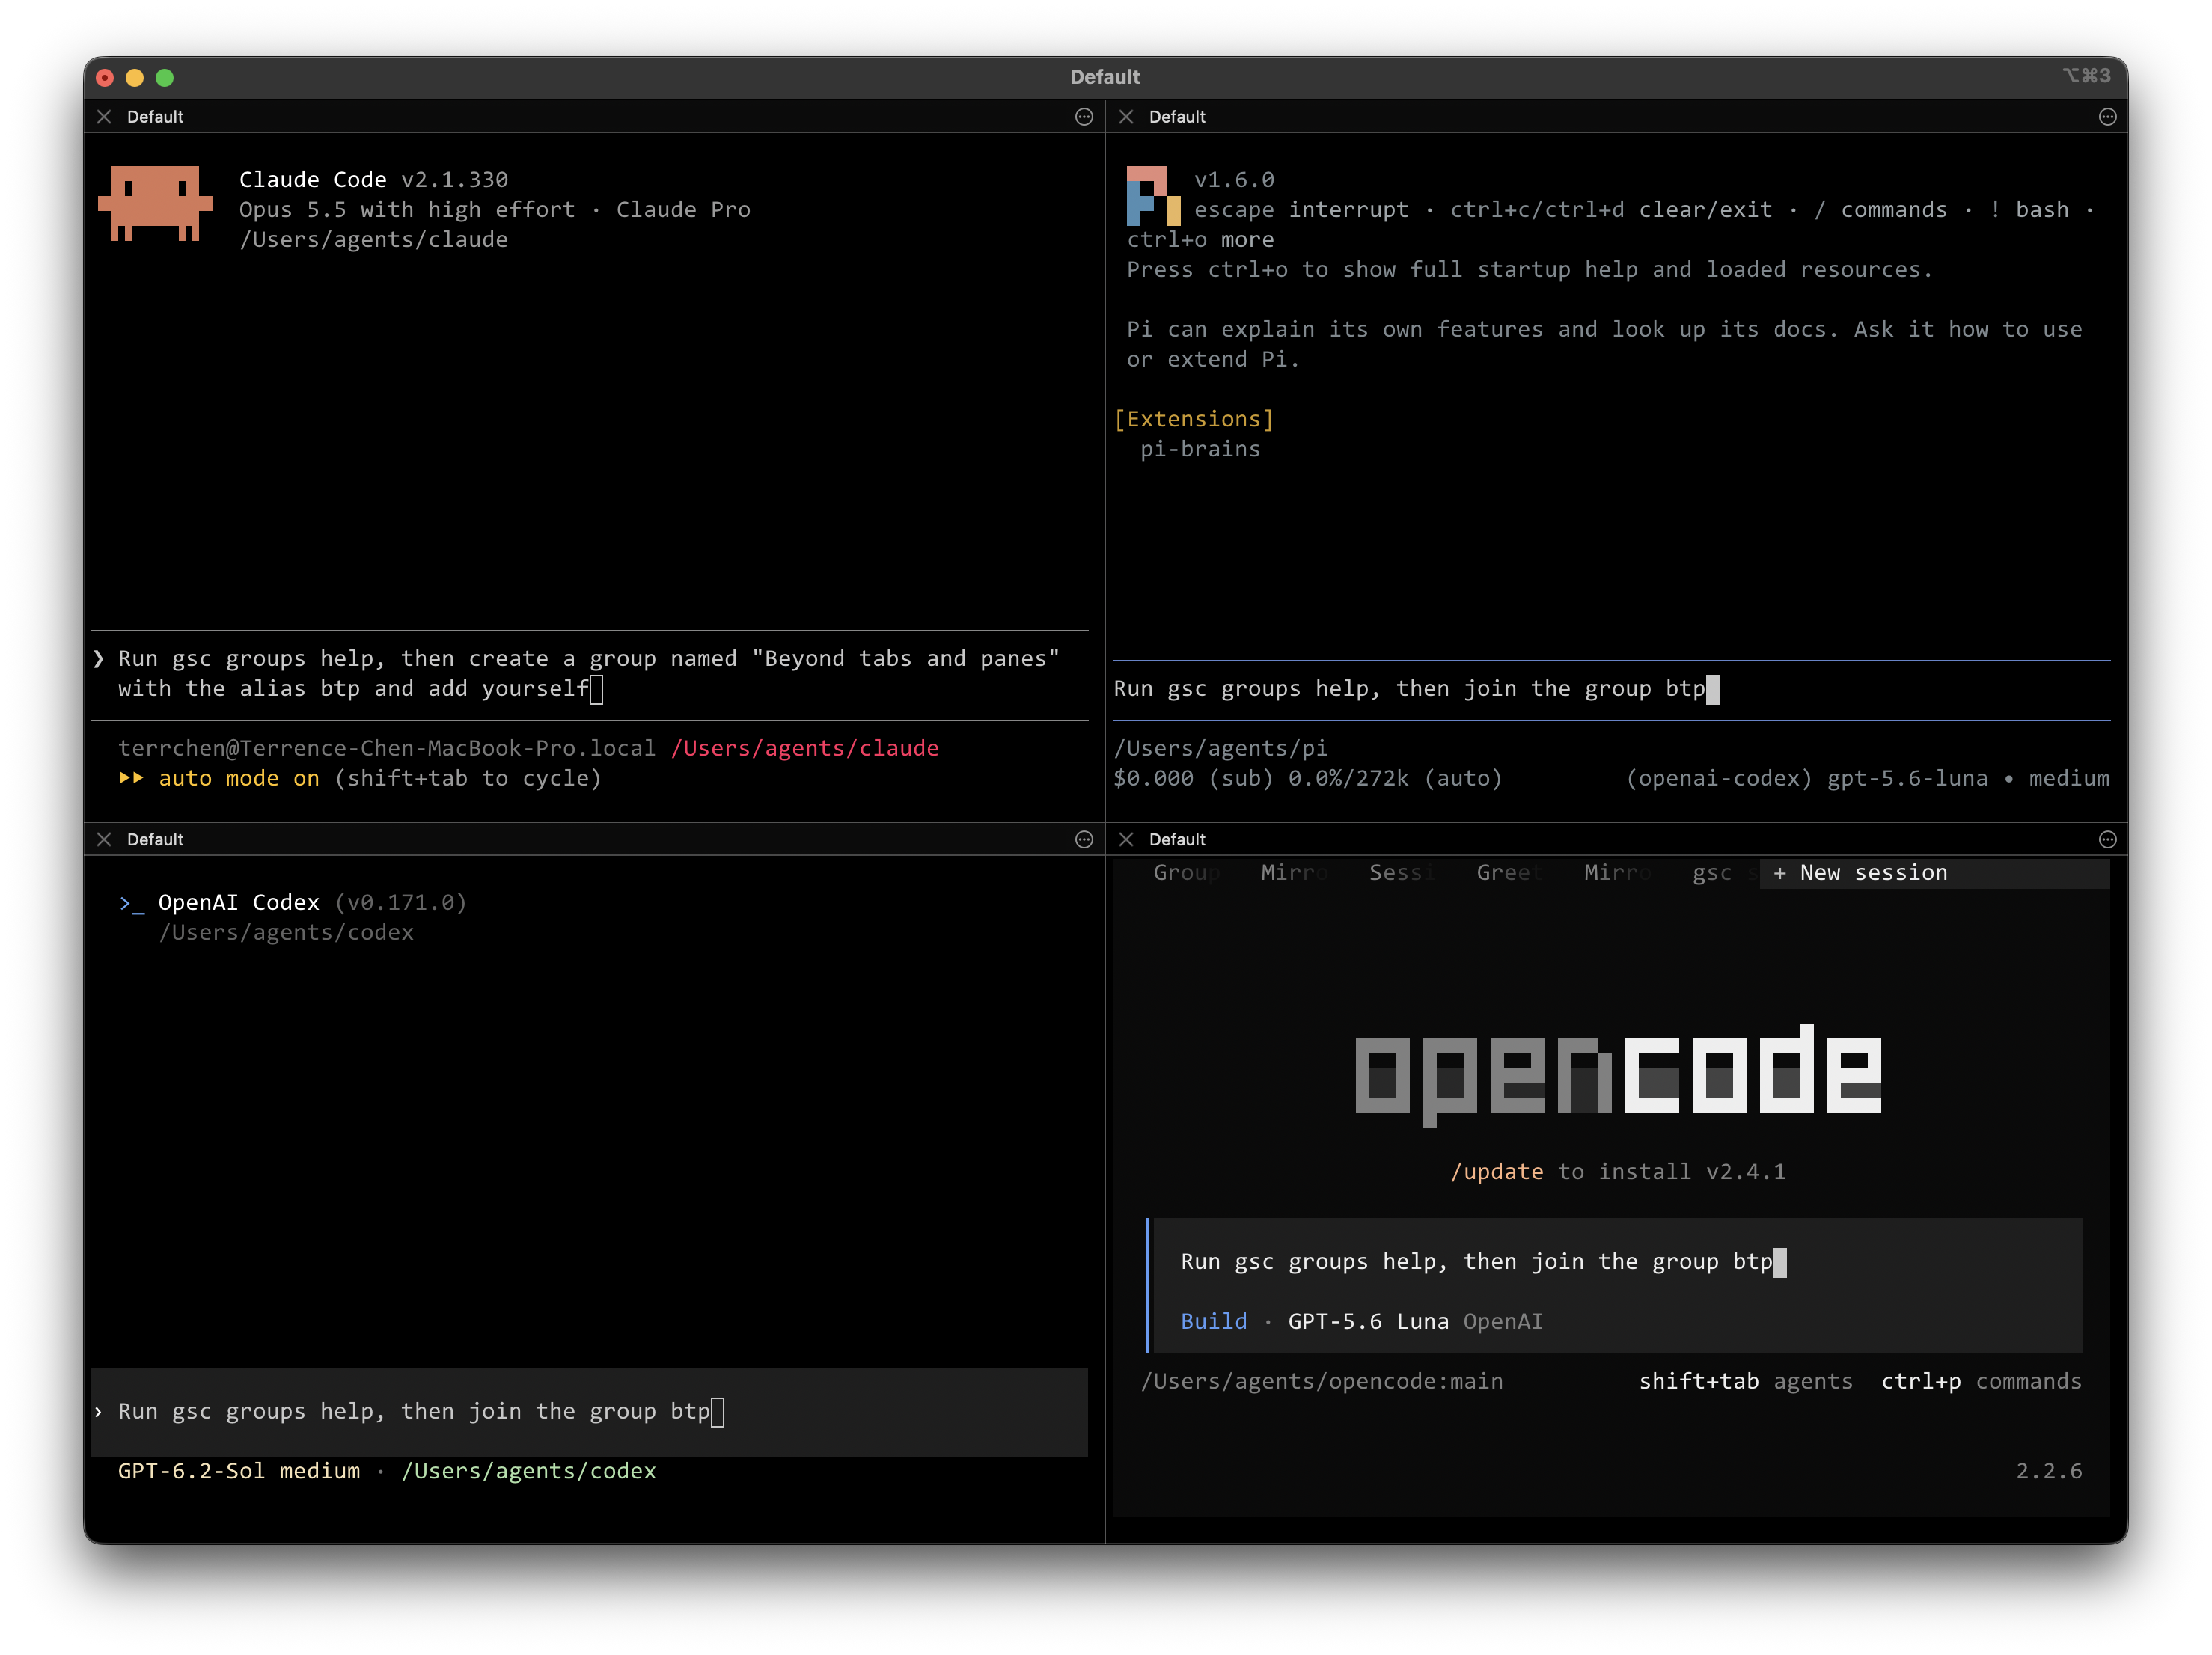 Default
⌥⌘3
Default
Claude Code v2.1.330
Opus 5.5 with high effort · Claude Pro
/Users/agents/claude
❯ Run gsc groups help, then create a group named "Beyond tabs and panes"
with the alias btp and add yourself
terrchen@Terrence-Chen-MacBook-Pro.local /Users/agents/claude
▶▶ auto mode on (shift+tab to cycle)
Default
v1.6.0
escape interrupt · ctrl+c/ctrl+d clear/exit · / commands · ! bash ·
ctrl+o more
Press ctrl+o to show full startup help and loaded resources.
Pi can explain its own features and look up its docs. Ask it how to use
or extend Pi.
[Extensions]
pi-brains
Run gsc groups help, then join the group btp
/Users/agents/pi
$0.000 (sub) 0.0%/272k (auto) (openai-codex) gpt-5.6-luna • medium
Default
>_ OpenAI Codex (v0.171.0)
/Users/agents/codex
› Run gsc groups help, then join the group btp
GPT-6.2-Sol medium · /Users/agents/codex
Default
Group Mirro Sessi Greet Mirro gsc s + New session
opencode
/update to install v2.4.1
Run gsc groups help, then join the group btp
Build · GPT-5.6 Luna OpenAI
/Users/agents/opencode:main shift+tab agents ctrl+p commands
2.2.6